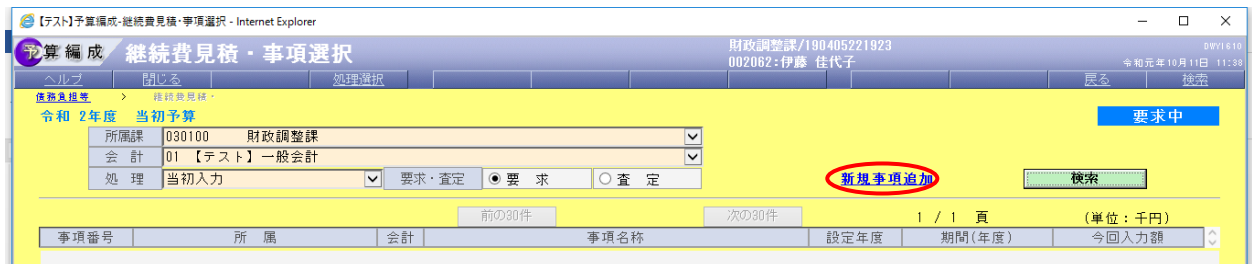 【テスト】予算編成-継続費見積・事項選択 - Internet Explorer
予算編成 継続費見積・事項選択 財政調整課/190405221923 DWV1610
002062:伊藤 佳代子 令和元年10月11日 11:38
ヘルプ 閉じる 処理選択 戻る 検索
債務負担等 > 継続費見積・
令和 2年度 当初予算 要求中
所属課 030100 財政調整課
会 計 01 【テスト】一般会計
処 理 当初入力 要求・査定 要 求 査 定 新規事項追加 検索
前の30件 次の30件 1 / 1 頁 (単位：千円)
事項番号 所 属 会計 事項名称 設定年度 期間(年度) 今回入力額